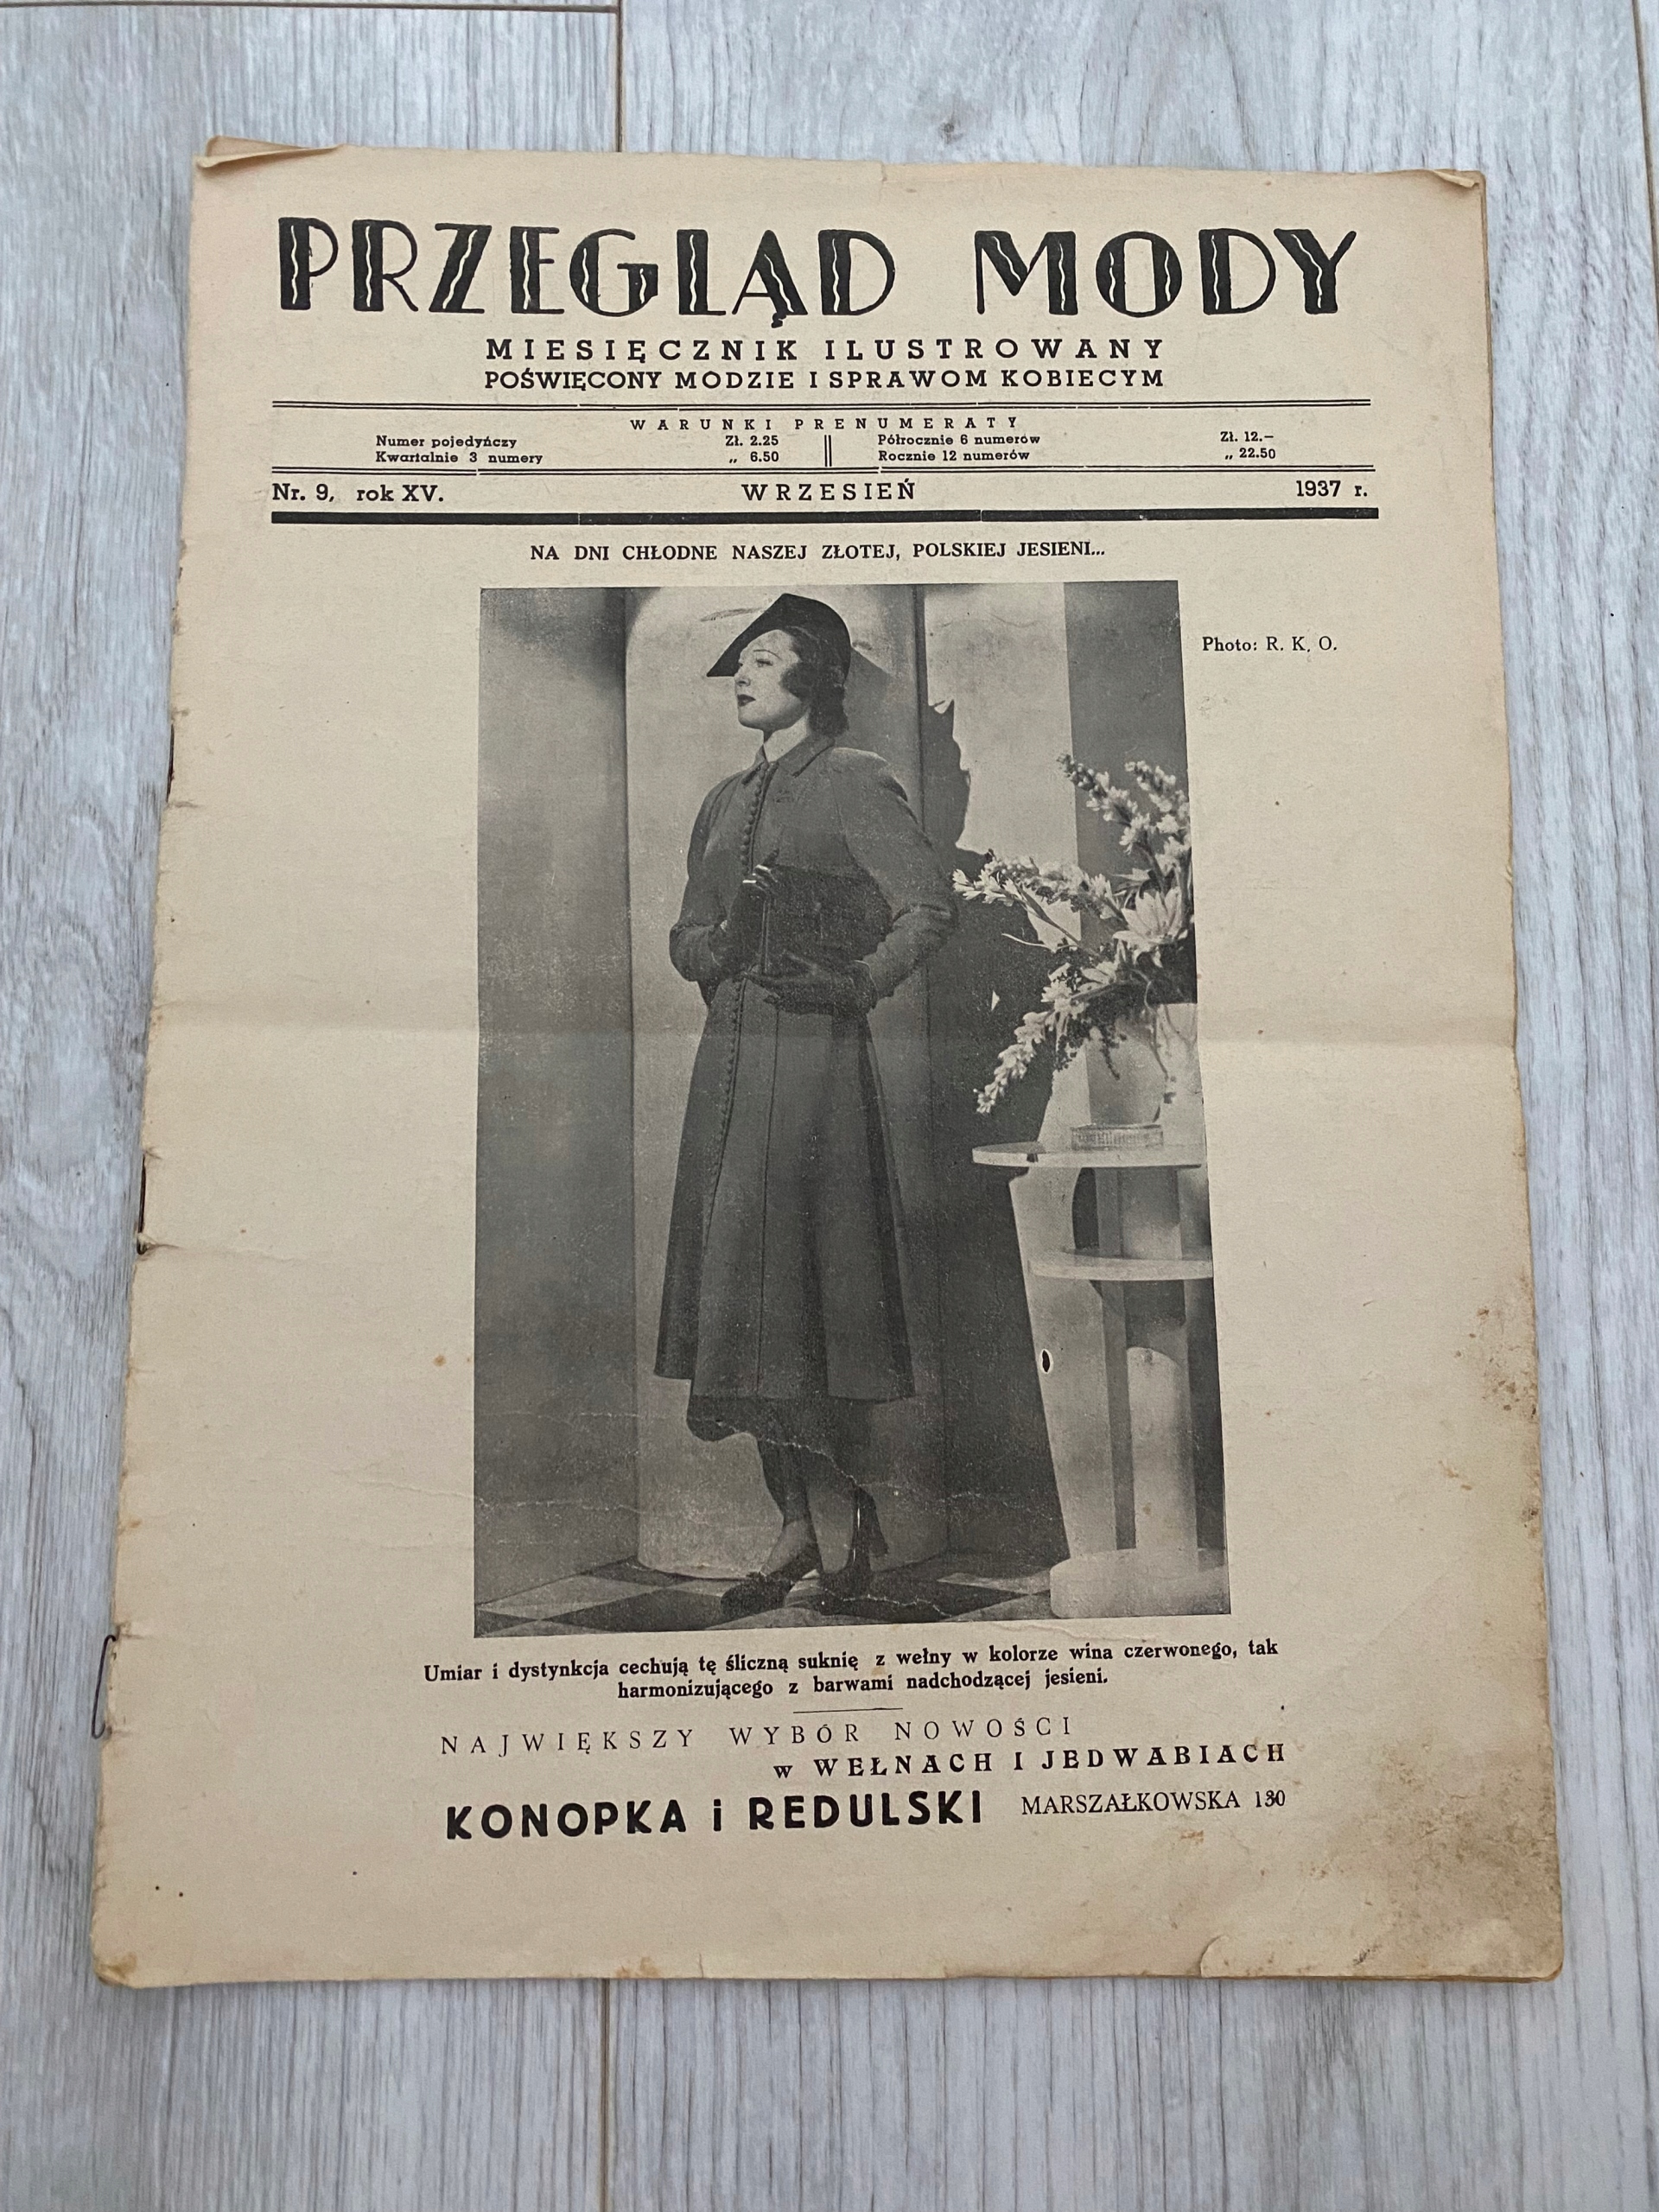 PRZEGLĄD MODY
MIESIĘCZNIK ILUSTROWANY
POŚWIĘCONY MODZIE I SPRAWOM KOBIECYM
WARUNKI PRENUMERATY
Numer pojedyńczy Zł. 2.25 Półrocznie 6 numerów Zł. 12.–
Kwartalnie 3 numery „ 6.50 Rocznie 12 numerów „ 22.50
Nr. 9, rok XV. WRZESIEŃ 1937 r.
NA DNI CHŁODNE NASZEJ ZŁOTEJ, POLSKIEJ JESIENI...
Photo: R. K. O.
Umiar i dystynkcja cechują tę śliczną suknię z wełny w kolorze wina czerwonego, tak
harmonizującego z barwami nadchodzącej jesieni.
NAJWIĘKSZY WYBÓR NOWOŚCI
w WEŁNACH I JEDWABIACH
KONOPKA i REDULSKI MARSZAŁKOWSKA 130